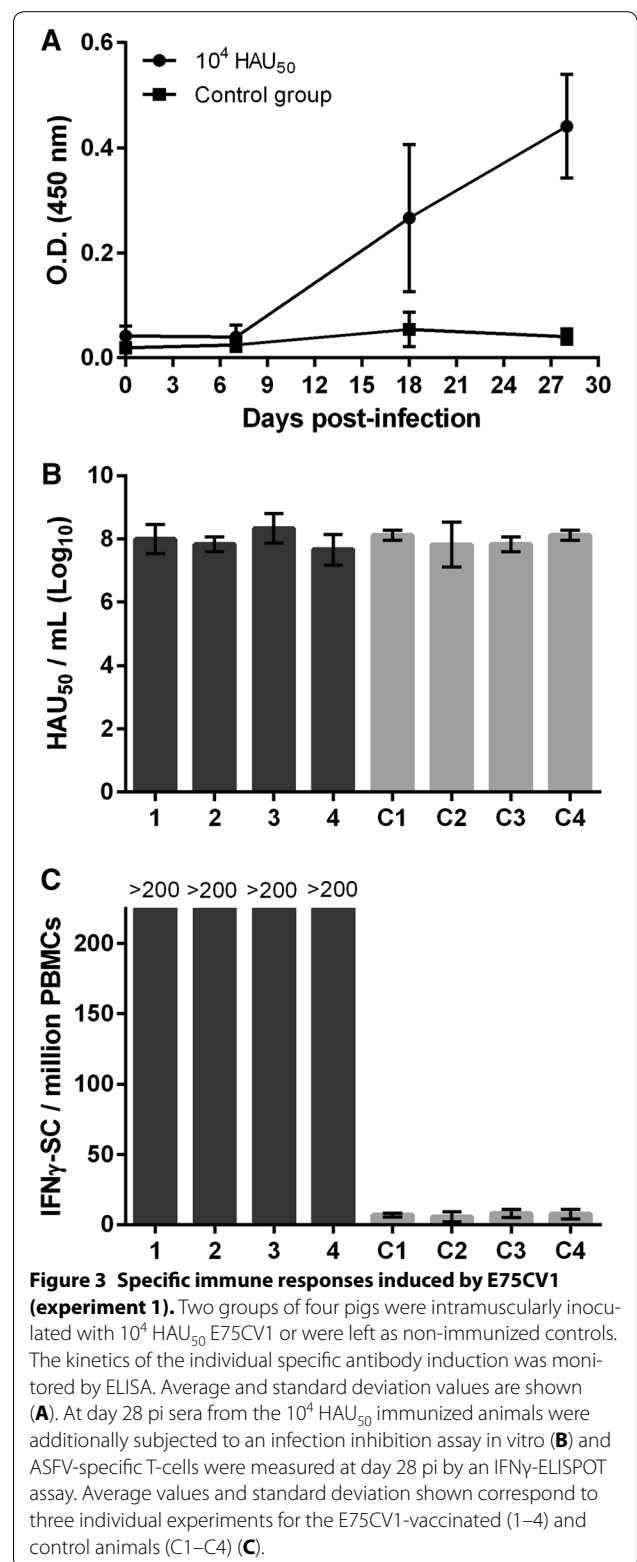 A
0.6
10⁴ HAU₅₀
Control group
0.4
0.2
0.0
O.D. (450 nm)
0 3 6 9 12 15 18 21 24 27 30
Days post-infection
B
10
8
6
4
2
0
HAU₅₀ / mL (Log₁₀)
1 2 3 4 C1 C2 C3 C4
C
>200 >200 >200 >200
200
150
100
50
0
IFNγ-SC / million PBMCs
1 2 3 4 C1 C2 C3 C4
Figure 3 Specific immune responses induced by E75CV1
(experiment 1). Two groups of four pigs were intramuscularly inocu-
lated with 10⁴ HAU₅₀ E75CV1 or were left as non-immunized controls.
The kinetics of the individual specific antibody induction was moni-
tored by ELISA. Average and standard deviation values are shown
(A). At day 28 pi sera from the 10⁴ HAU₅₀ immunized animals were
additionally subjected to an infection inhibition assay in vitro (B) and
ASFV-specific T-cells were measured at day 28 pi by an IFNγ-ELISPOT
assay. Average values and standard deviation shown correspond to
three individual experiments for the E75CV1-vaccinated (1–4) and
control animals (C1–C4) (C).